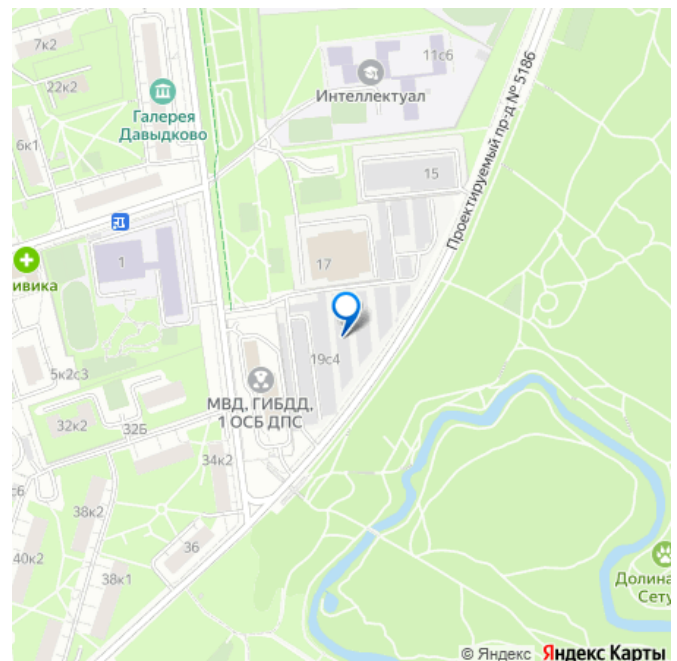 7к2
22к2
11с6
Интеллектуал
Галерея
Давыдково
6к1
15
Проектируемый пр-д № 5186
1
17
ивика
19с4
5к2с3
МВД, ГИБДД,
1 ОСБ ДПС
32к2
32Б
34к2
с6
38к2
36
40к2
38к1
Долина
Сету
© Яндекс Яндекс Карты